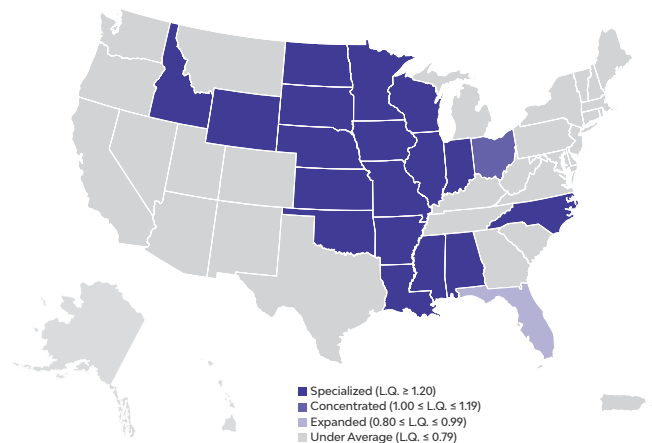 Specialized (L.Q. ≥ 1.20)
Concentrated (1.00 ≤ L.Q. ≤ 1.19)
Expanded (0.80 ≤ L.Q. ≤ 0.99)
Under Average (L.Q. ≤ 0.79)